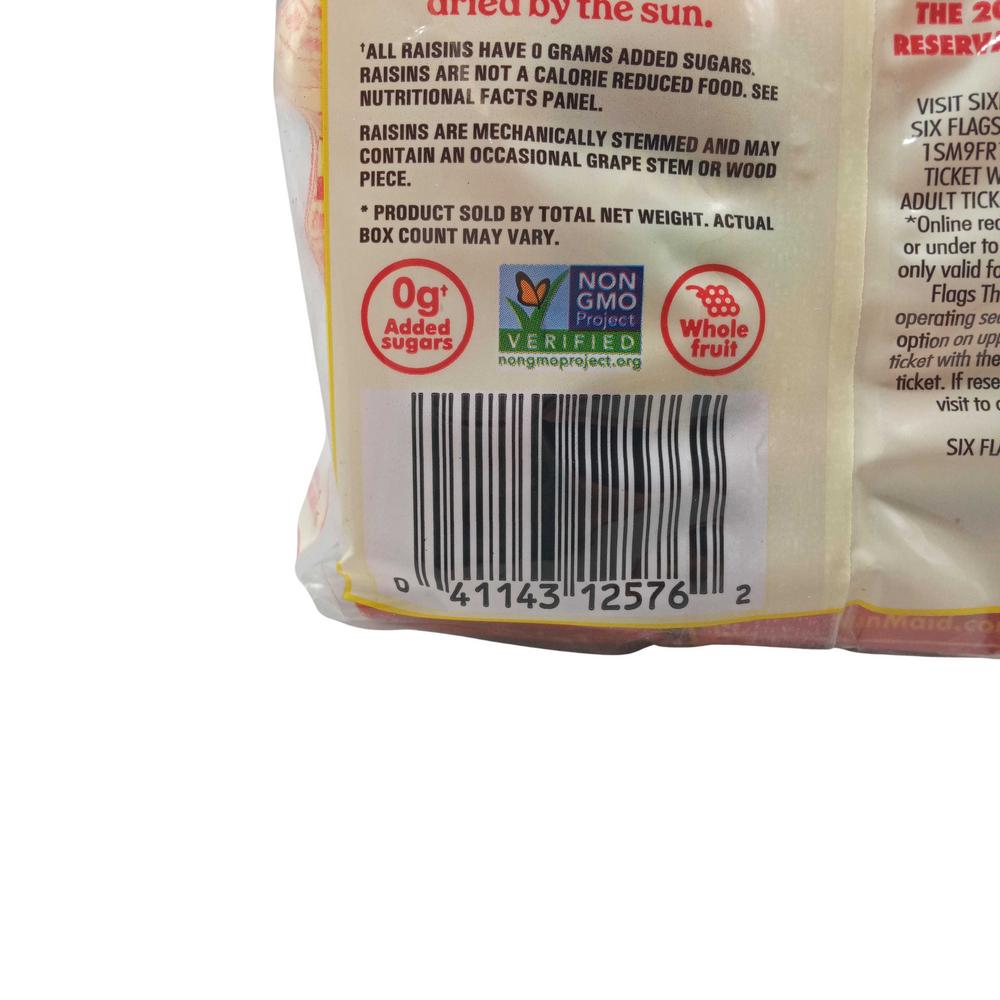 dried by the sun.
†ALL RAISINS HAVE 0 GRAMS ADDED SUGARS.
RAISINS ARE NOT A CALORIE REDUCED FOOD. SEE
NUTRITIONAL FACTS PANEL.
RAISINS ARE MECHANICALLY STEMMED AND MAY
CONTAIN AN OCCASIONAL GRAPE STEM OR WOOD
PIECE.
* PRODUCT SOLD BY TOTAL NET WEIGHT. ACTUAL
BOX COUNT MAY VARY.
0g†
Added
sugars
NON
GMO
Project
VERIFIED
nongmoproject.org
Whole
fruit
0 41143 12576 2
THE
VISIT
SIX FLAGS
TICKET
ADULT
*Online
or under to
only valid
Flags
operating
option on
ticket with the
ticket. If
visit to
SIX